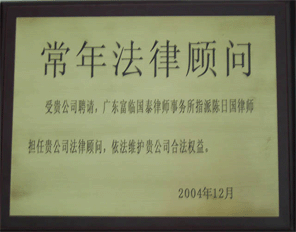 常年法律顾问
受贵公司聘请，广东富临国泰律师事务所指派陈日国律师
担任贵公司法律顾问，依法维护贵公司合法权益。
2004年12月